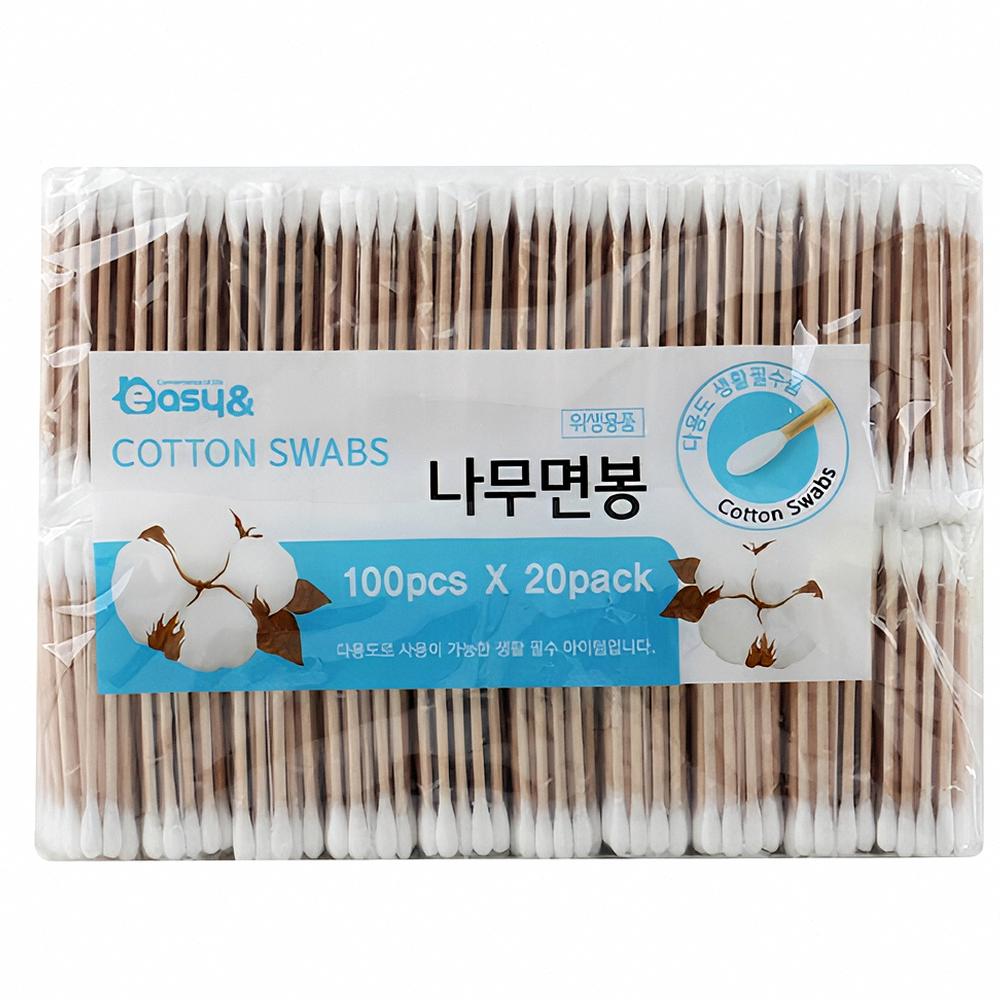 easy&
COTTON SWABS
위생용품
나무면봉
다용도 생활필수품
Cotton Swabs
100pcs X 20pack
다용도로 사용이 가능한 생활 필수 아이템입니다.